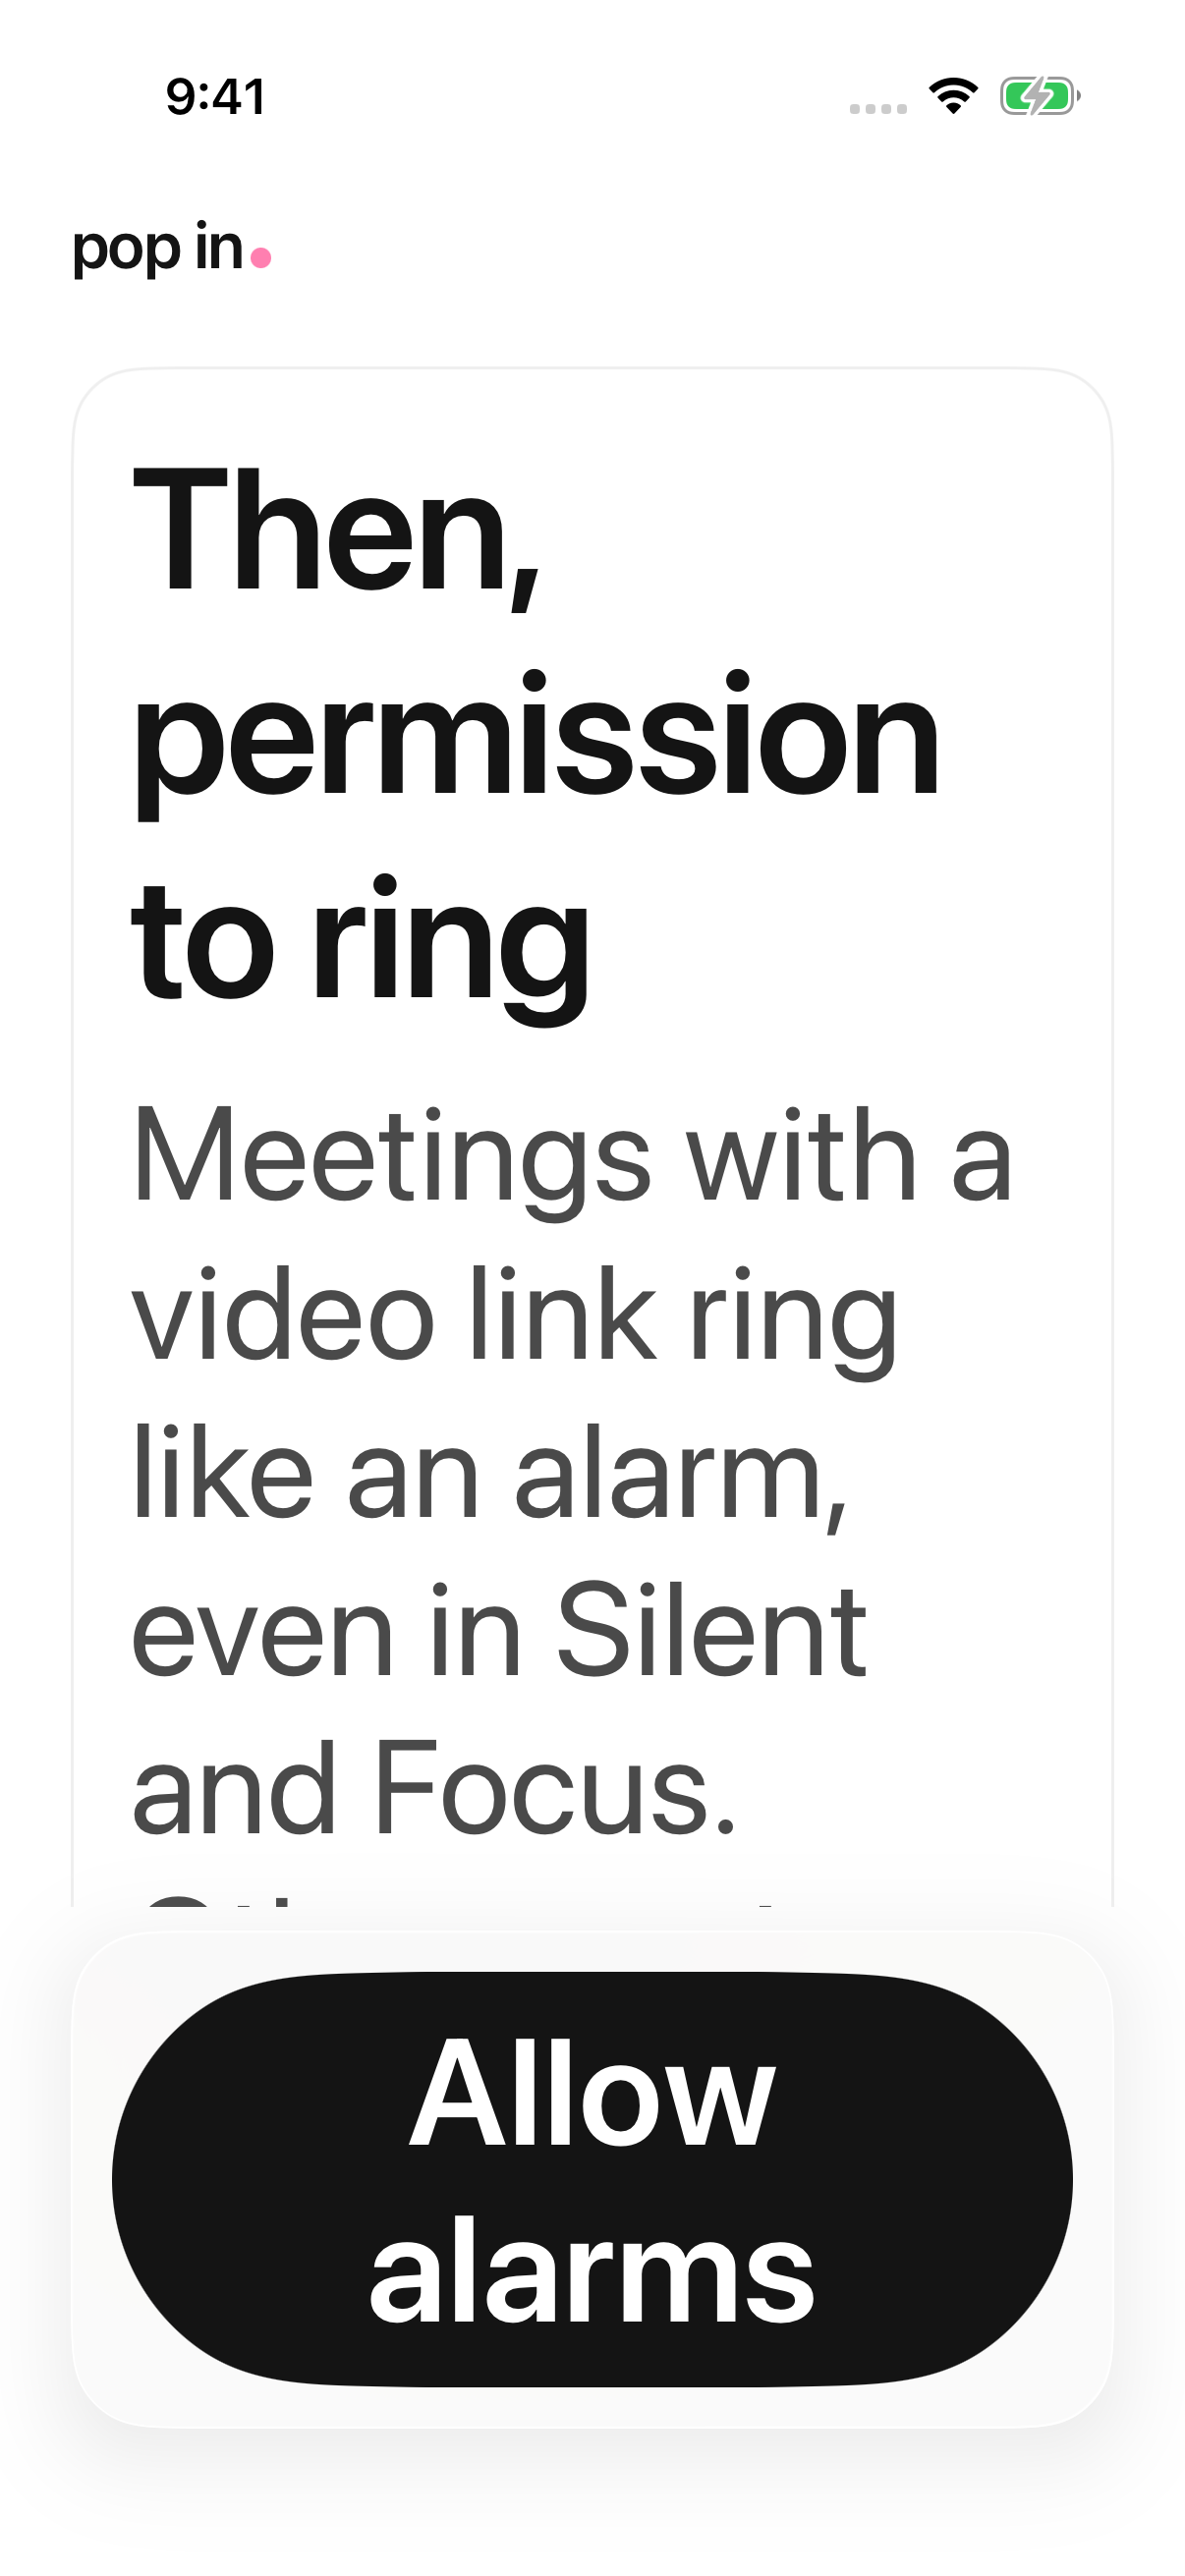 9:41
pop in
Then,
permission
to ring
Meetings with a
video link ring
like an alarm,
even in Silent
and Focus.
Allow
alarms